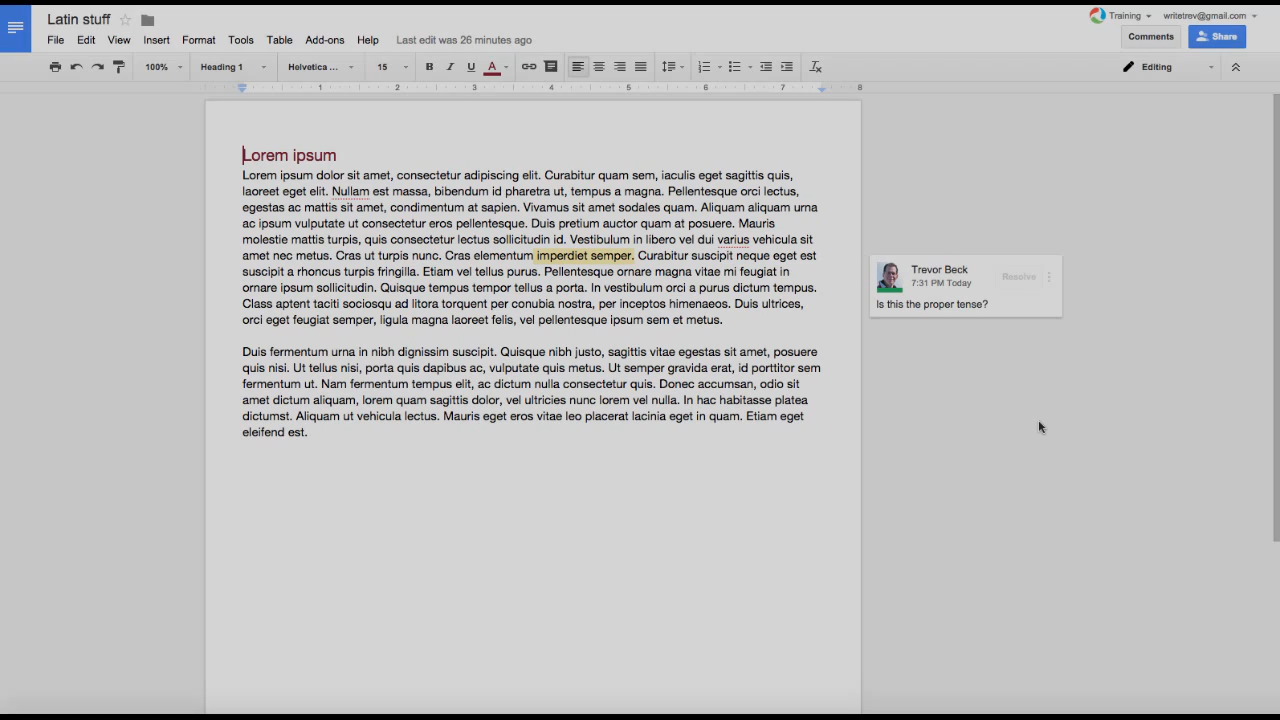 Latin stuff
Training
writetrev@gmail.com
File Edit View Insert Format Tools Table Add-ons Help Last edit was 26 minutes ago
Comments
Share
100% Heading 1 Helvetica ... 15 B I U A Editing
1 2 3 4 5 6 7 8
Lorem ipsum
Lorem ipsum dolor sit amet, consectetur adipiscing elit. Curabitur quam sem, iaculis eget sagittis quis,
laoreet eget elit. Nullam est massa, bibendum id pharetra ut, tempus a magna. Pellentesque orci lectus,
egestas ac mattis sit amet, condimentum at sapien. Vivamus sit amet sodales quam. Aliquam aliquam urna
ac ipsum vulputate ut consectetur eros pellentesque. Duis pretium auctor quam at posuere. Mauris
molestie mattis turpis, quis consectetur lectus sollicitudin id. Vestibulum in libero vel dui varius vehicula sit
amet nec metus. Cras ut turpis nunc. Cras elementum imperdiet semper. Curabitur suscipit neque eget est
suscipit a rhoncus turpis fringilla. Etiam vel tellus purus. Pellentesque ornare magna vitae mi feugiat in
ornare ipsum sollicitudin. Quisque tempus tempor tellus a porta. In vestibulum orci a purus dictum tempus.
Class aptent taciti sociosqu ad litora torquent per conubia nostra, per inceptos himenaeos. Duis ultrices,
orci eget feugiat semper, ligula magna laoreet felis, vel pellentesque ipsum sem et metus.
Duis fermentum urna in nibh dignissim suscipit. Quisque nibh justo, sagittis vitae egestas sit amet, posuere
quis nisi. Ut tellus nisi, porta quis dapibus ac, vulputate quis metus. Ut semper gravida erat, id porttitor sem
fermentum ut. Nam fermentum tempus elit, ac dictum nulla consectetur quis. Donec accumsan, odio sit
amet dictum aliquam, lorem quam sagittis dolor, vel ultricies nunc lorem vel nulla. In hac habitasse platea
dictumst. Aliquam ut vehicula lectus. Mauris eget eros vitae leo placerat lacinia eget in quam. Etiam eget
eleifend est.
Trevor Beck
7:31 PM Today
Resolve
Is this the proper tense?